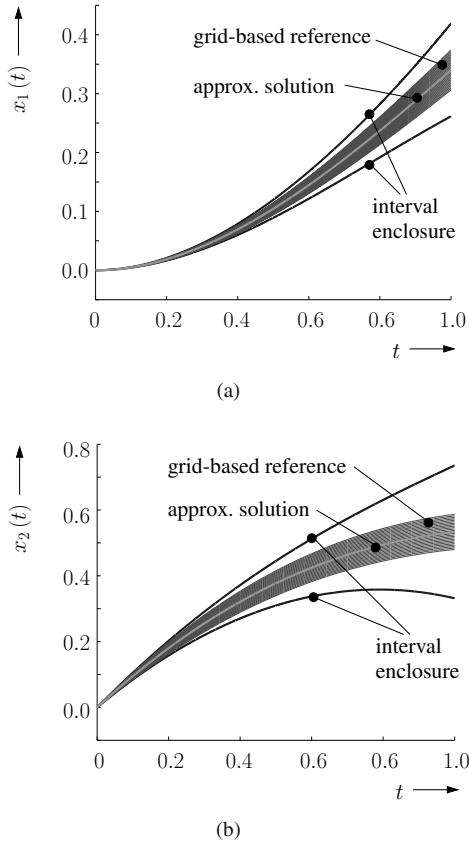 x₁(t)
0.4
0.3
0.2
0.1
0.0
grid-based reference
approx. solution
interval
enclosure
0 0.2 0.4 0.6 0.6 1.0
t
(a)
x₂(t)
0.8
0.6
0.4
0.2
0.0
grid-based reference
approx. solution
interval
enclosure
0 0.2 0.4 0.6 0.6 1.0
t
(b)